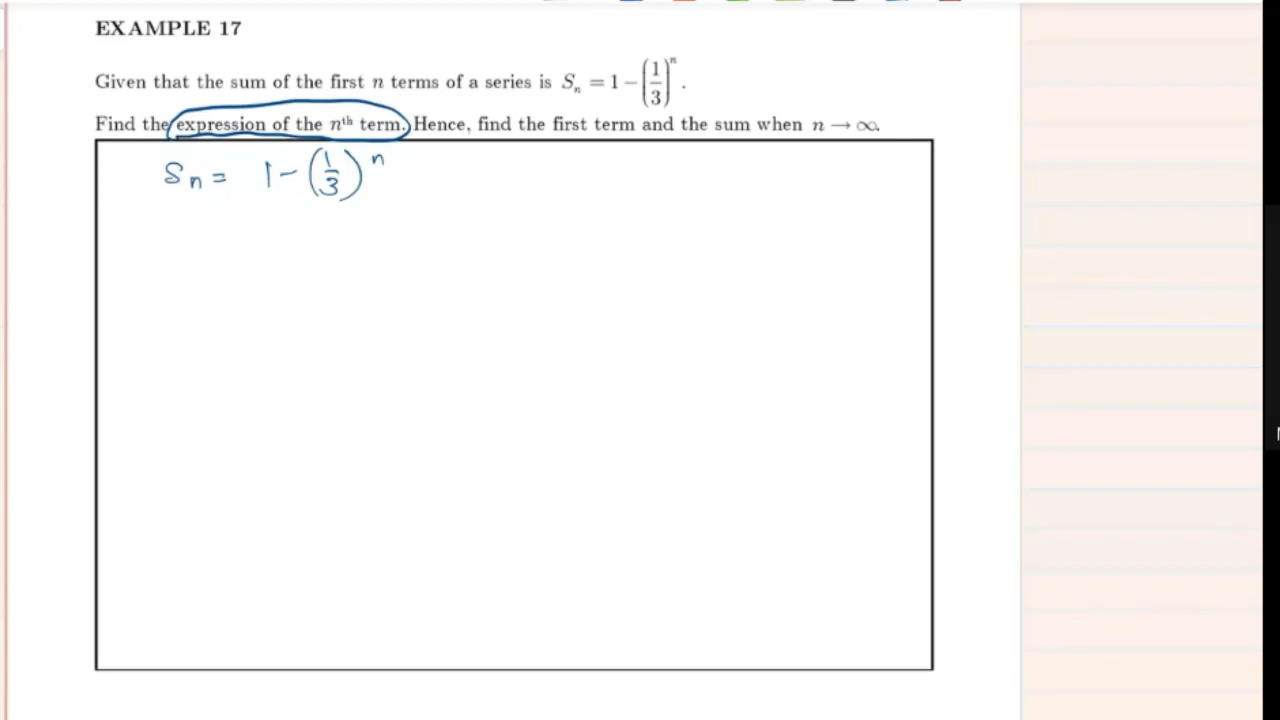 EXAMPLE 17
Given that the sum of the first n terms of a series is Sₙ = 1 − (1/3)ⁿ .
Find the expression of the nᵗʰ term. Hence, find the first term and the sum when n → ∞.
Sₙ = 1 − (1/3)ⁿ